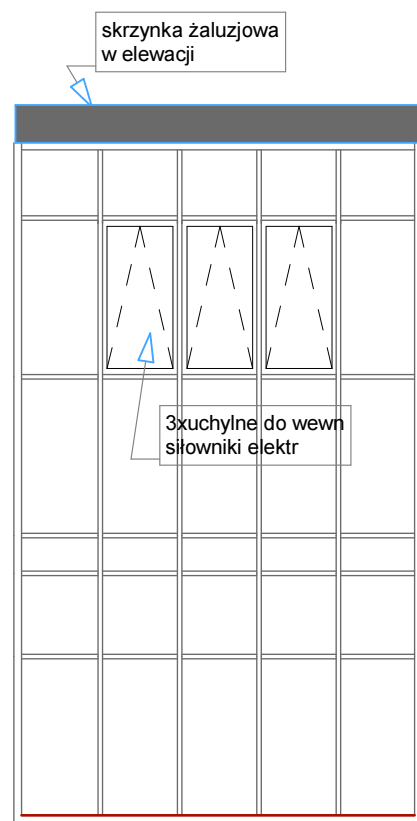 skrzynka żaluzjowa
w elewacji
3xuchylne do wewn
siłowniki elektr